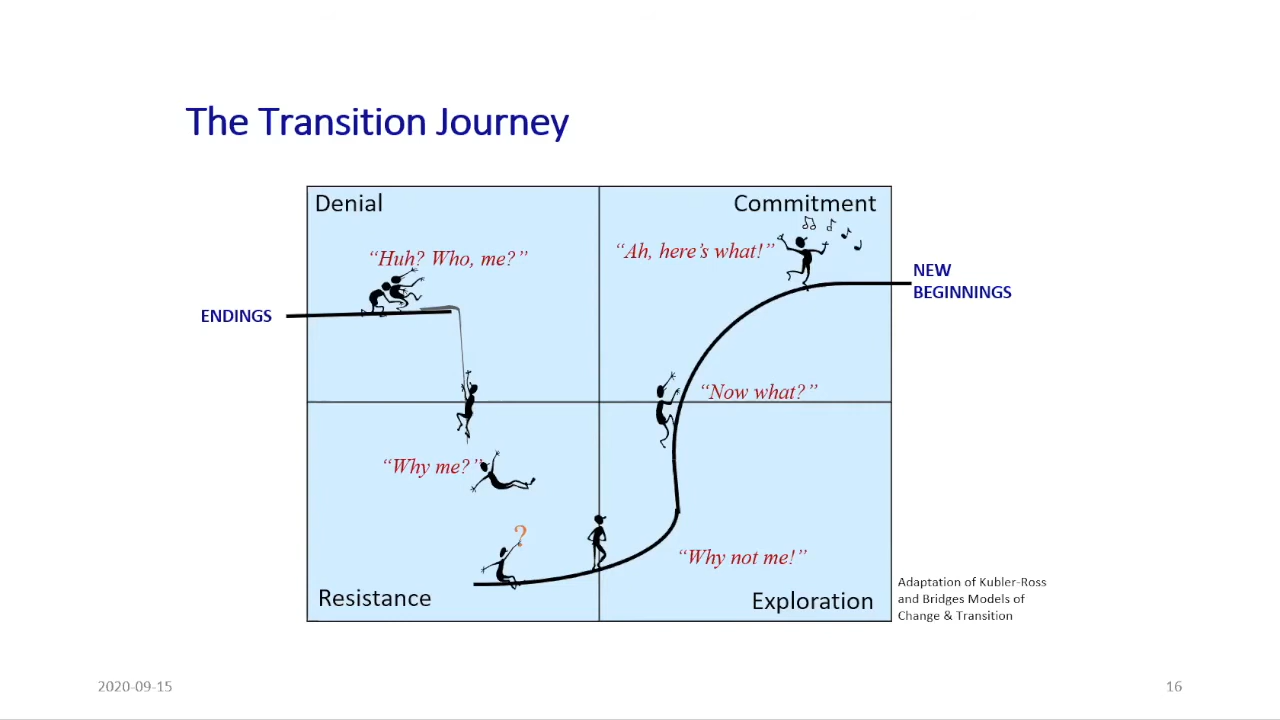 The Transition Journey
Denial
Commitment
“Huh? Who, me?”
“Ah, here’s what!”
ENDINGS
NEW
BEGINNINGS
“Now what?”
“Why me?”
?
“Why not me!”
Resistance
Exploration
Adaptation of Kubler-Ross
and Bridges Models of
Change & Transition
2020-09-15
16